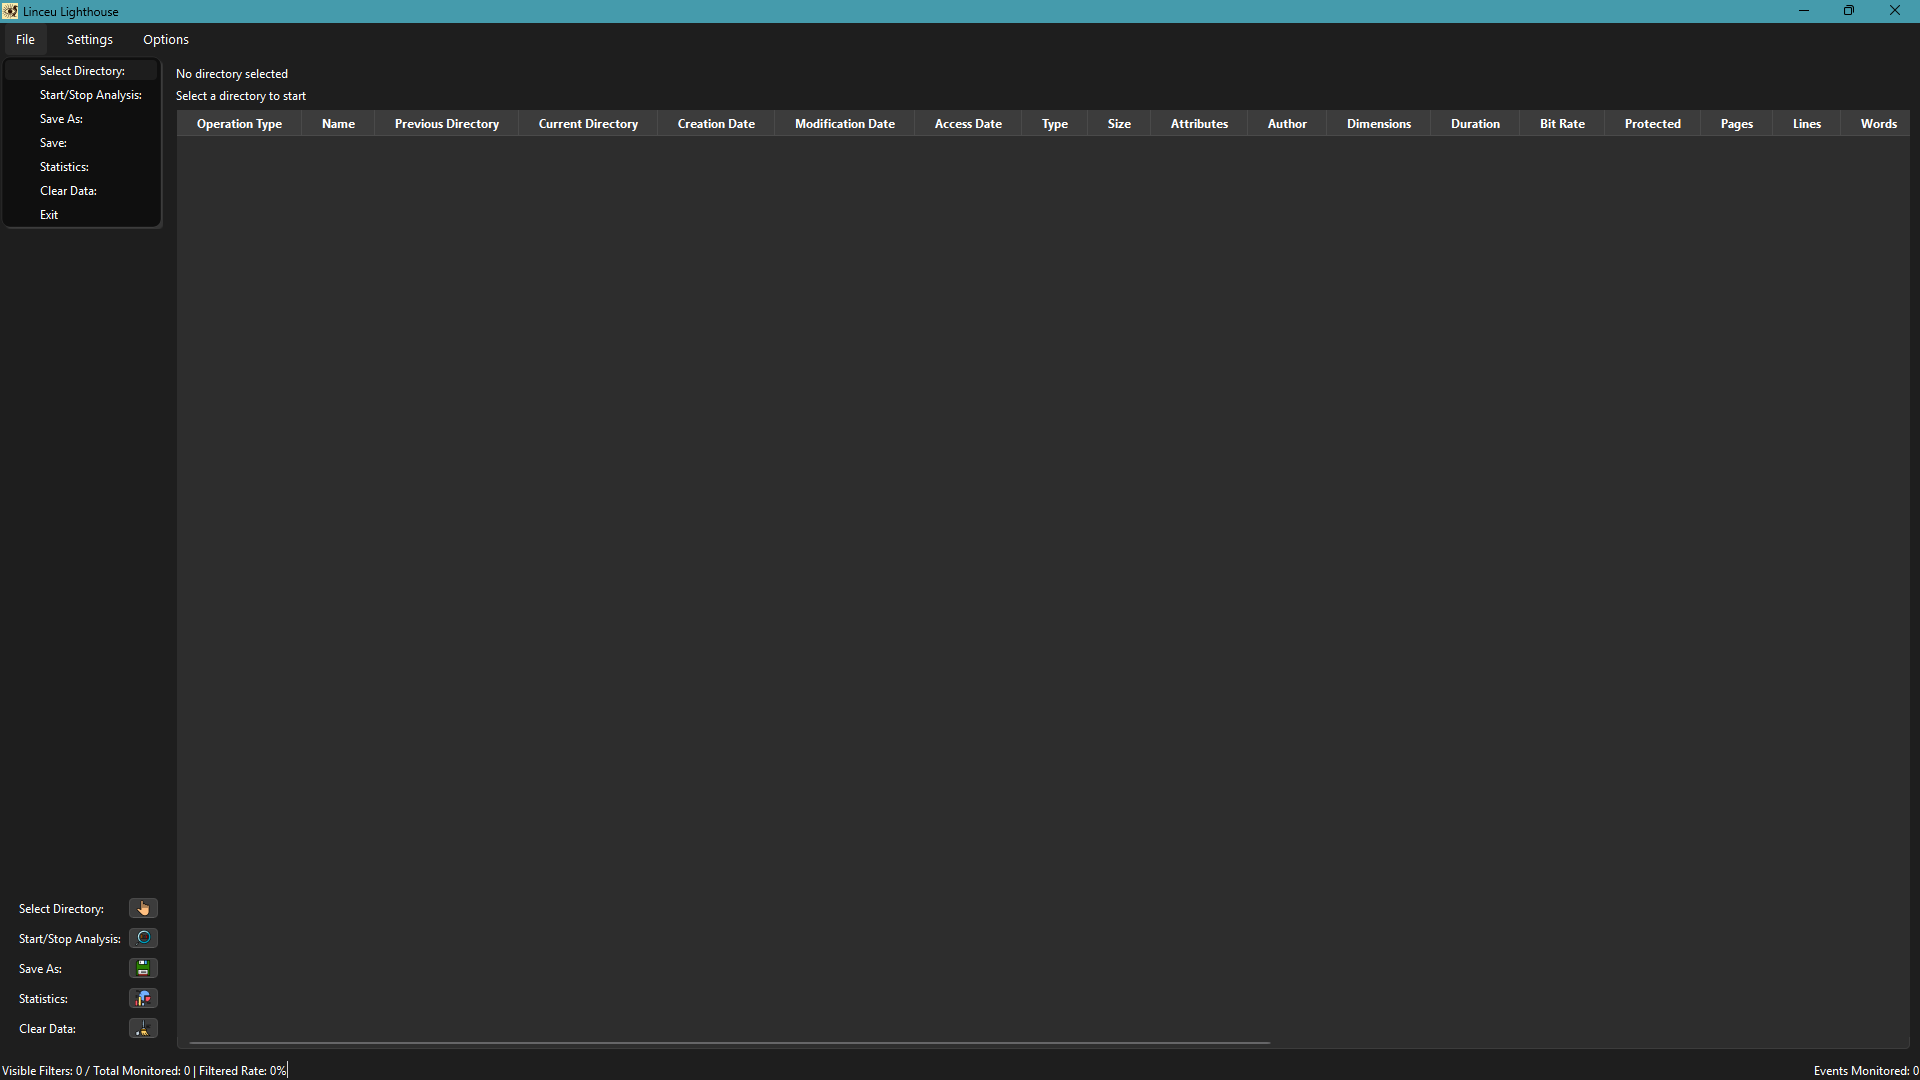 Linceu Lighthouse
File Settings Options
Select Directory:
Start/Stop Analysis:
Save As:
Save:
Statistics:
Clear Data:
Exit
No directory selected
Select a directory to start
Operation Type Name Previous Directory Current Directory Creation Date Modification Date Access Date Type Size Attributes Author Dimensions Duration Bit Rate Protected Pages Lines Words
Select Directory:
Start/Stop Analysis:
Save As:
Statistics:
Clear Data:
Visible Filters: 0 / Total Monitored: 0 | Filtered Rate: 0%
Events Monitored: 0